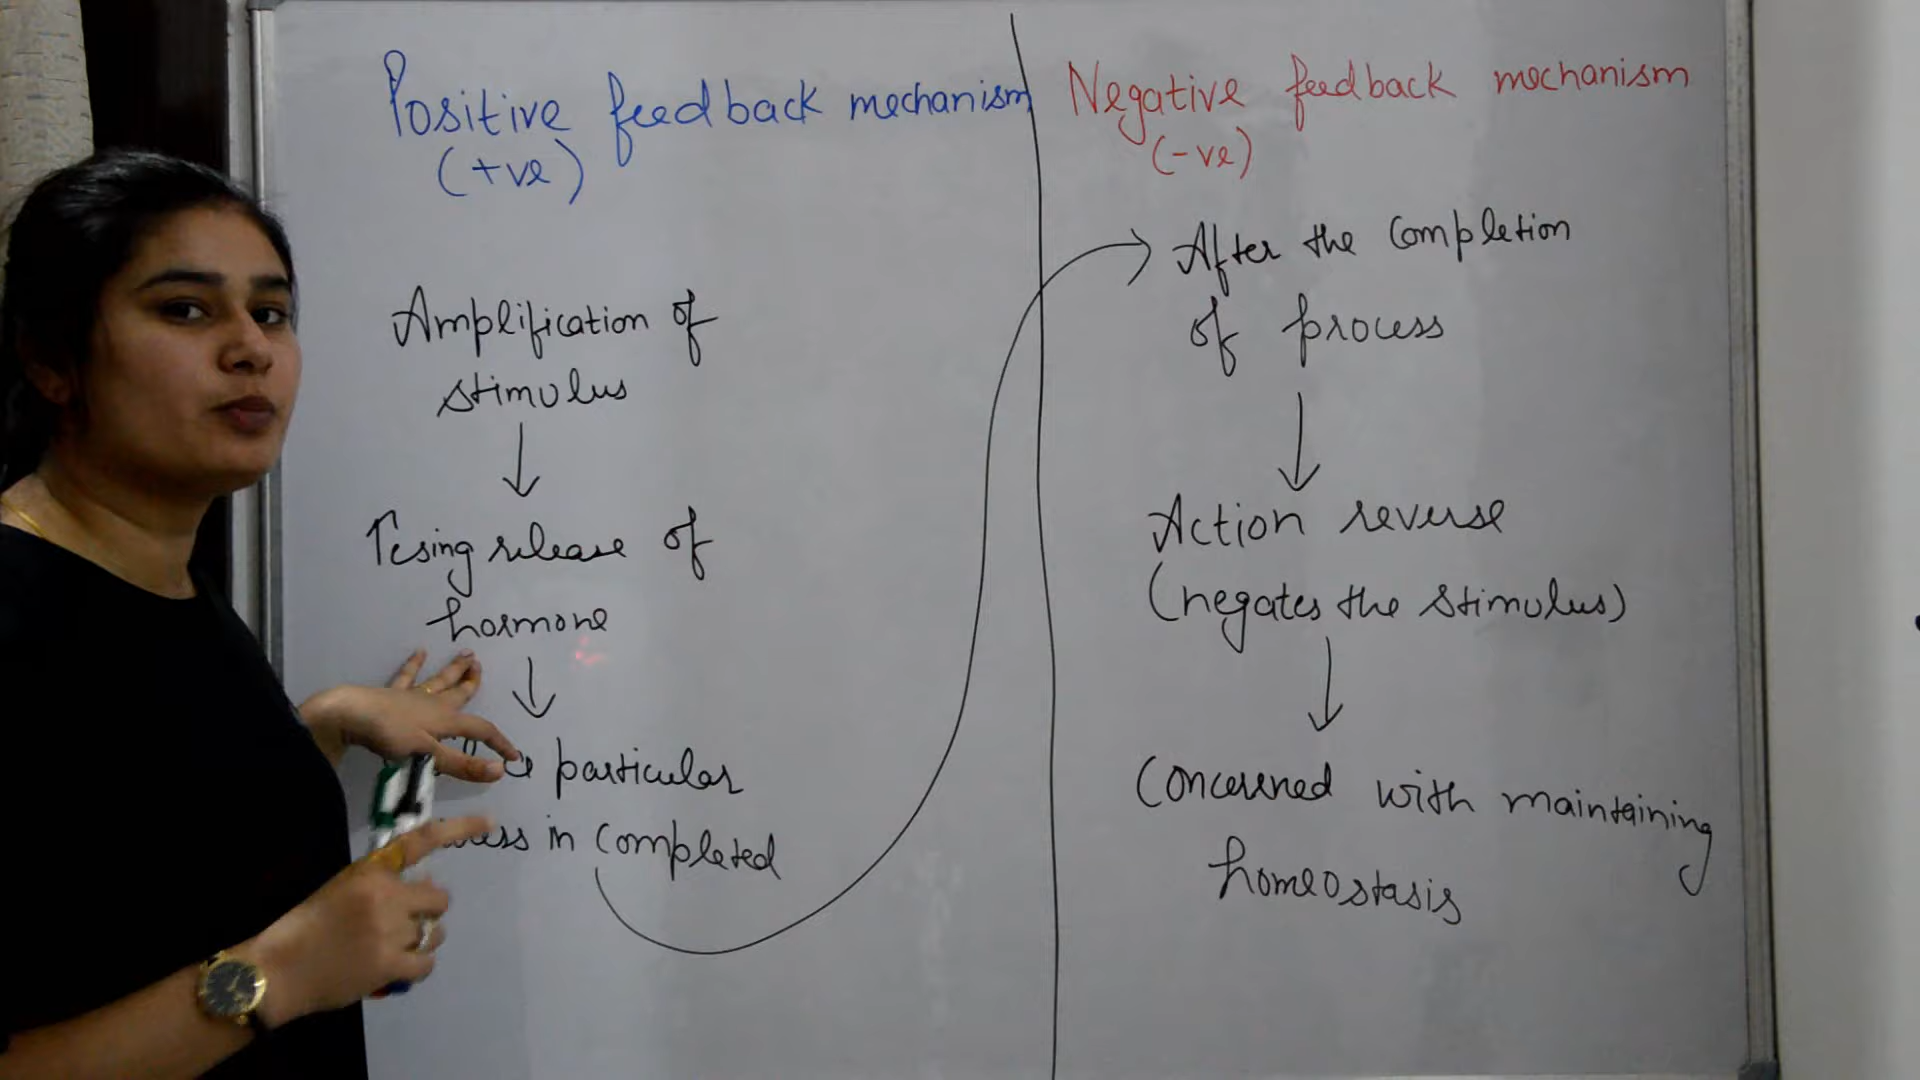 Positive feedback mechanism
(+ve)
Amplification of
stimulus
↓
↑esing release of
hormone
↓
particular
in completed
Negative feedback mechanism
(-ve)
After the completion
of process
↓
Action reverse
(negates the stimulus)
↓
Concerned with maintaining
homeostasis